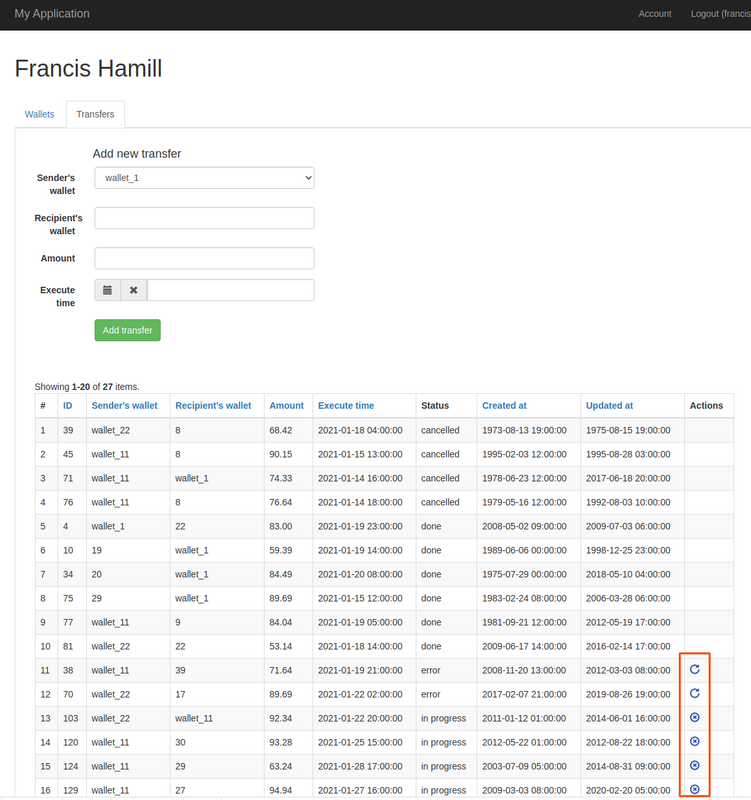 My Application Account Logout (francis
Francis Hamill
Wallets Transfers
Add new transfer
Sender's wallet_1
wallet
Recipient's
wallet
Amount
Execute
time
Add transfer
Showing 1-20 of 27 items.
# ID Sender's wallet Recipient's wallet Amount Execute time Status Created at Updated at Actions
1 39 wallet_22 8 68.42 2021-01-18 04:00:00 cancelled 1973-08-13 19:00:00 1975-08-15 19:00:00
2 45 wallet_11 8 90.15 2021-01-15 13:00:00 cancelled 1995-02-03 12:00:00 1995-08-28 03:00:00
3 71 wallet_11 wallet_1 74.33 2021-01-14 16:00:00 cancelled 1978-06-23 12:00:00 2017-06-18 20:00:00
4 76 wallet_11 8 76.64 2021-01-14 18:00:00 cancelled 1979-05-16 12:00:00 1992-08-03 10:00:00
5 4 wallet_1 22 83.00 2021-01-19 23:00:00 done 2008-05-02 09:00:00 2009-07-03 06:00:00
6 10 19 wallet_1 59.39 2021-01-19 14:00:00 done 1989-06-06 00:00:00 1998-12-25 23:00:00
7 34 20 wallet_1 84.49 2021-01-20 08:00:00 done 1975-07-29 00:00:00 2018-05-10 04:00:00
8 75 29 wallet_1 89.69 2021-01-15 12:00:00 done 1983-02-24 08:00:00 2006-03-28 06:00:00
9 77 wallet_11 9 84.04 2021-01-19 05:00:00 done 1981-09-21 12:00:00 2012-05-19 17:00:00
10 81 wallet_22 22 53.14 2021-01-18 14:00:00 done 2009-06-17 14:00:00 2016-02-14 17:00:00
11 38 wallet_11 39 71.64 2021-01-19 21:00:00 error 2008-11-20 13:00:00 2012-03-03 08:00:00
12 70 wallet_22 17 89.69 2021-01-22 02:00:00 error 2017-02-07 21:00:00 2019-08-26 19:00:00
13 103 wallet_22 wallet_11 92.34 2021-01-22 20:00:00 in progress 2011-01-12 01:00:00 2014-06-01 16:00:00
14 120 wallet_11 30 93.28 2021-01-25 15:00:00 in progress 2012-05-22 01:00:00 2012-08-22 18:00:00
15 124 wallet_11 29 63.24 2021-01-28 17:00:00 in progress 2003-07-09 05:00:00 2014-08-31 09:00:00
16 129 wallet_11 27 94.94 2021-01-27 16:00:00 in progress 2009-03-03 08:00:00 2020-02-20 05:00:00